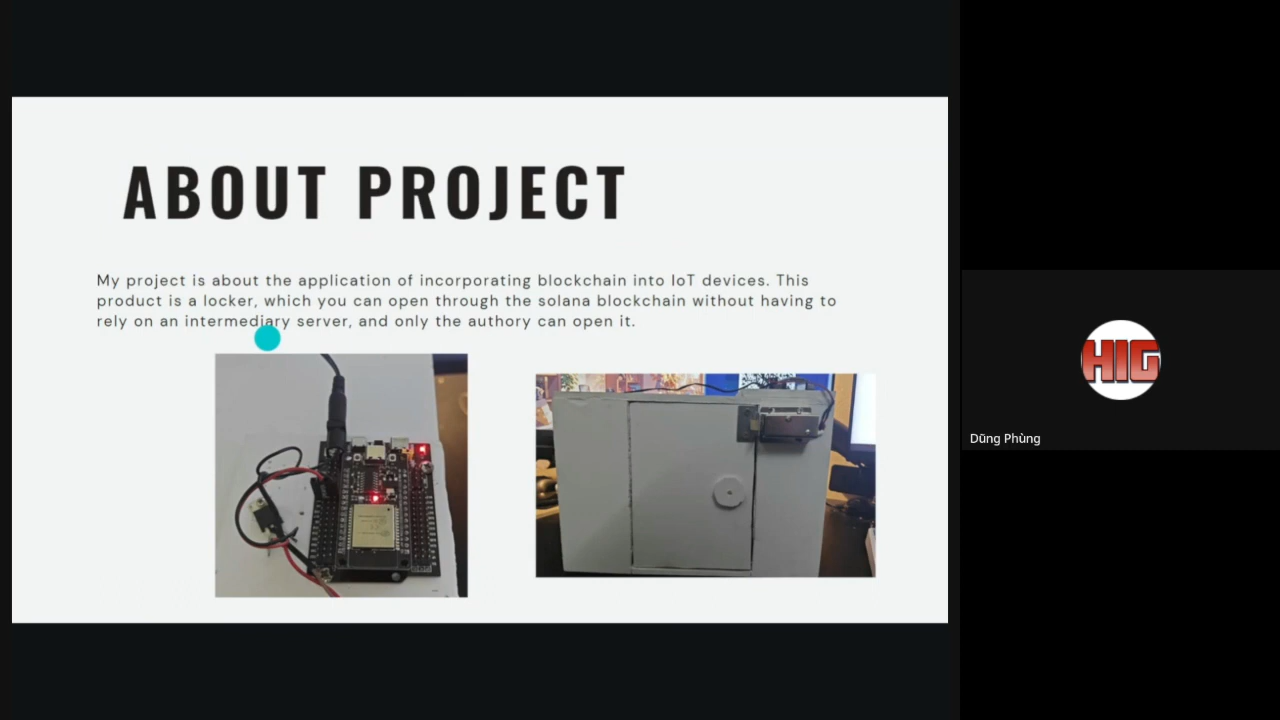 ABOUT PROJECT
My project is about the application of incorporating blockchain into IoT devices. This
product is a locker, which you can open through the solana blockchain without having to
rely on an intermediary server, and only the authory can open it.
HIG
Dũng Phùng